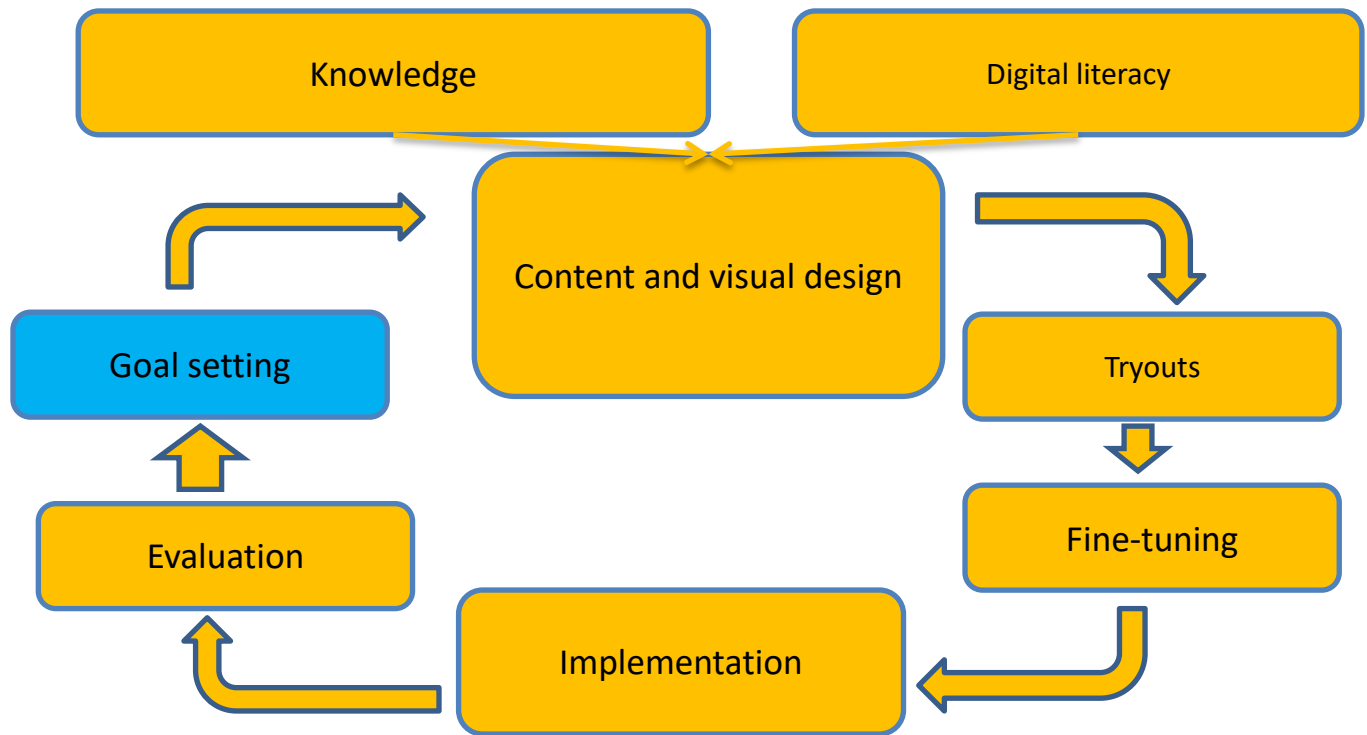 Knowledge
Digital literacy
Content and visual design
Goal setting
Tryouts
Evaluation
Fine-tuning
Implementation